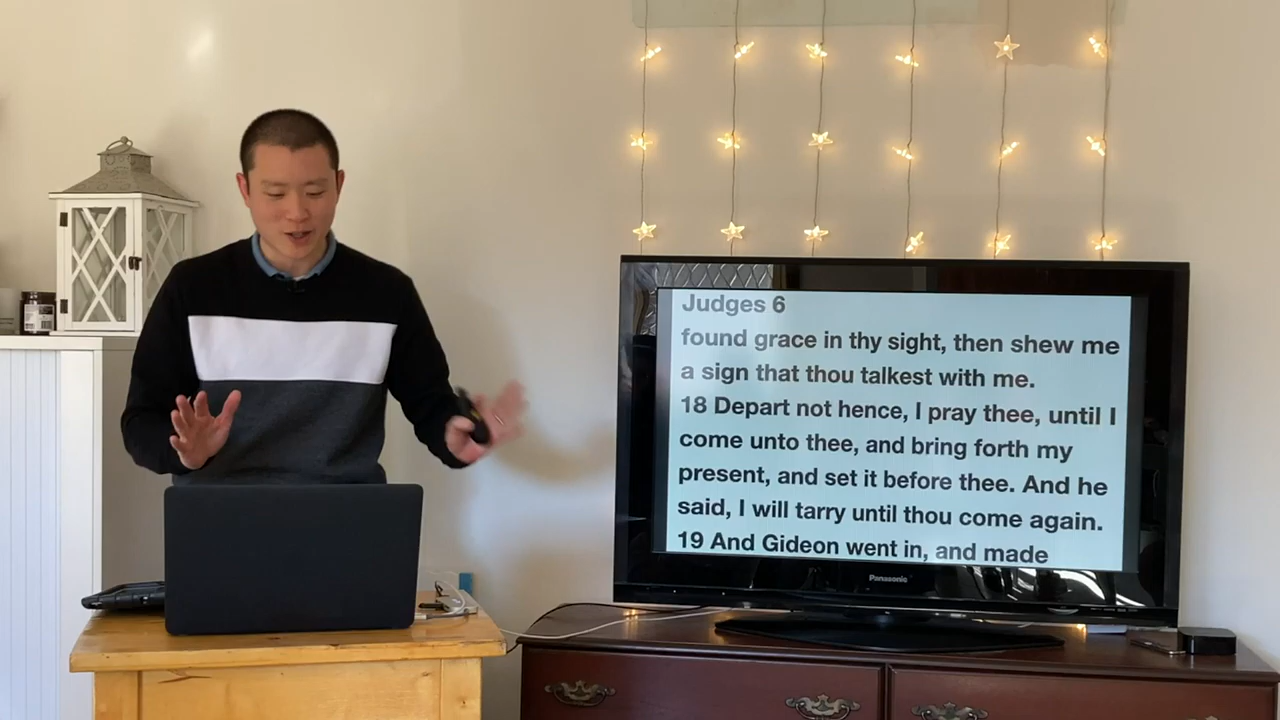 Judges 6
found grace in thy sight, then shew me
a sign that thou talkest with me.
18 Depart not hence, I pray thee, until I
come unto thee, and bring forth my
present, and set it before thee. And he
said, I will tarry until thou come again.
19 And Gideon went in, and made
Panasonic